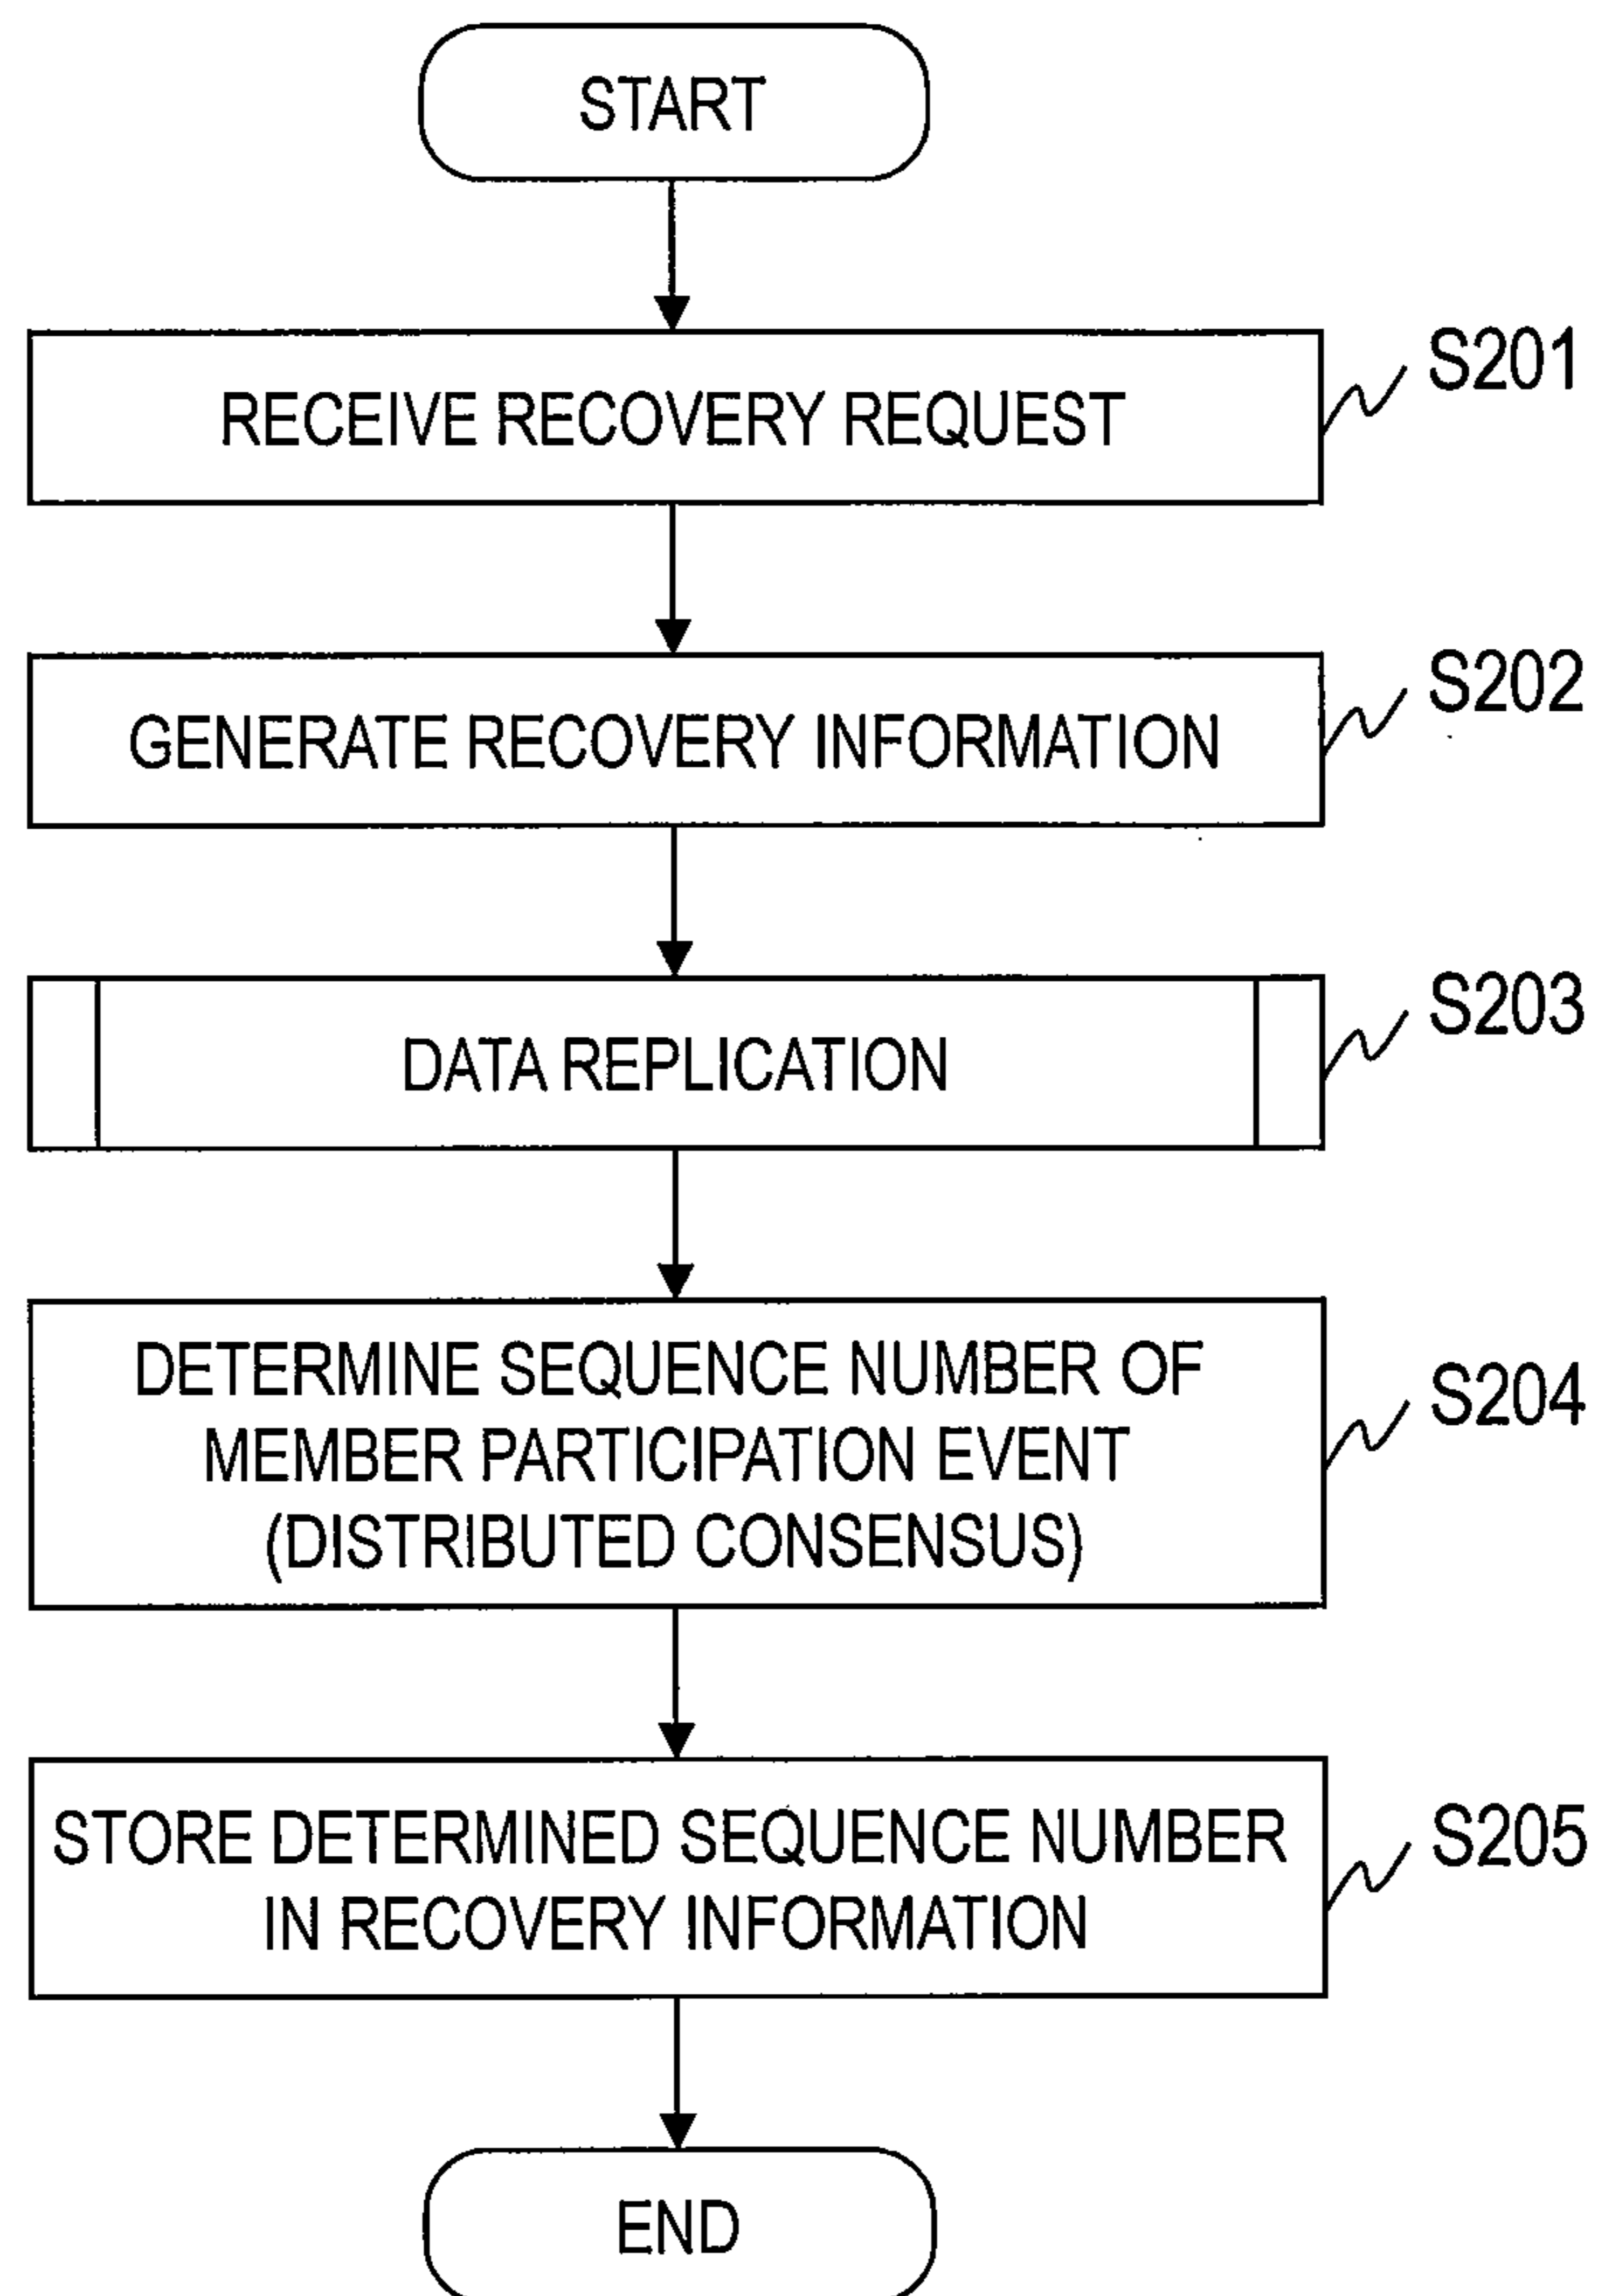 START
RECEIVE RECOVERY REQUEST
S201
GENERATE RECOVERY INFORMATION
S202
DATA REPLICATION
S203
DETERMINE SEQUENCE NUMBER OF
MEMBER PARTICIPATION EVENT
(DISTRIBUTED CONSENSUS)
S204
STORE DETERMINED SEQUENCE NUMBER
IN RECOVERY INFORMATION
S205
END